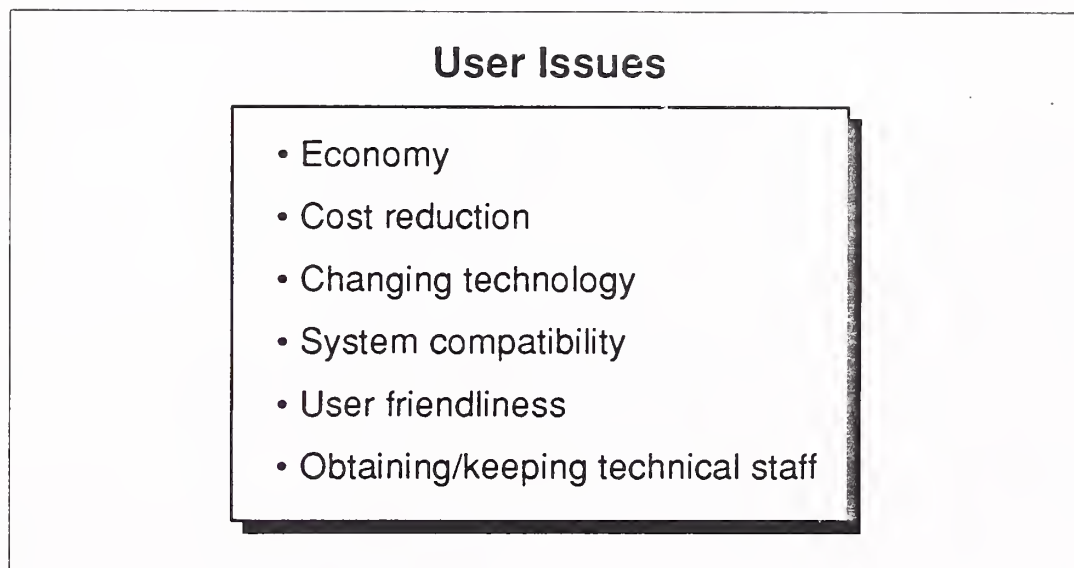 User Issues
• Economy
• Cost reduction
• Changing technology
• System compatibility
• User friendliness
• Obtaining/keeping technical staff